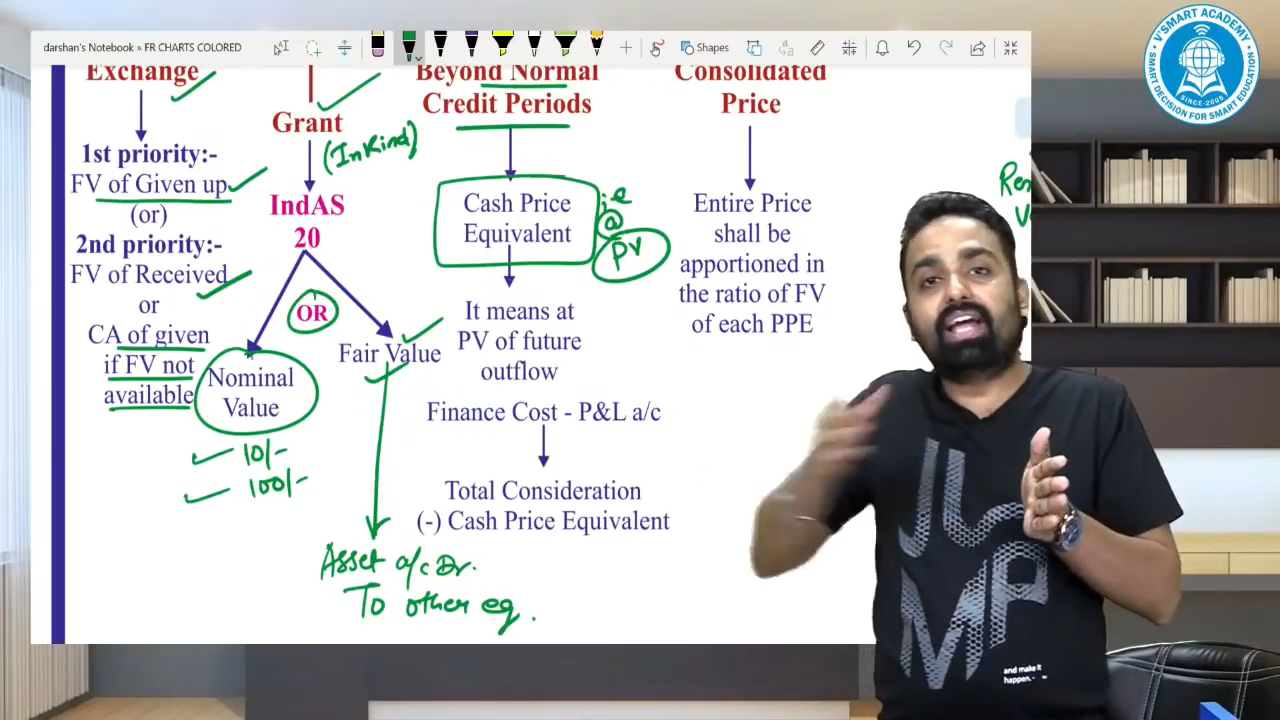 darshan's Notebook » FR CHARTS COLORED
Shapes
V'SMART ACADEMY
SINCE-2005
SMART DECISION FOR SMART EDUCATION
Exchange
1st priority:-
FV of Given up
(or)
2nd priority:-
FV of Received
or
CA of given
if FV not
available
Grant
(In Kind)
IndAS
20
OR
Nominal
Value
10/-
100/-
Fair Value
Asset a/c Dr.
To other eq.
Beyond Normal
Credit Periods
Cash Price
Equivalent
i.e
@
PV
It means at
PV of future
outflow
Finance Cost - P&L a/c
Total Consideration
(-) Cash Price Equivalent
Consolidated
Price
Entire Price
shall be
apportioned in
the ratio of FV
of each PPE
and make it
happen.